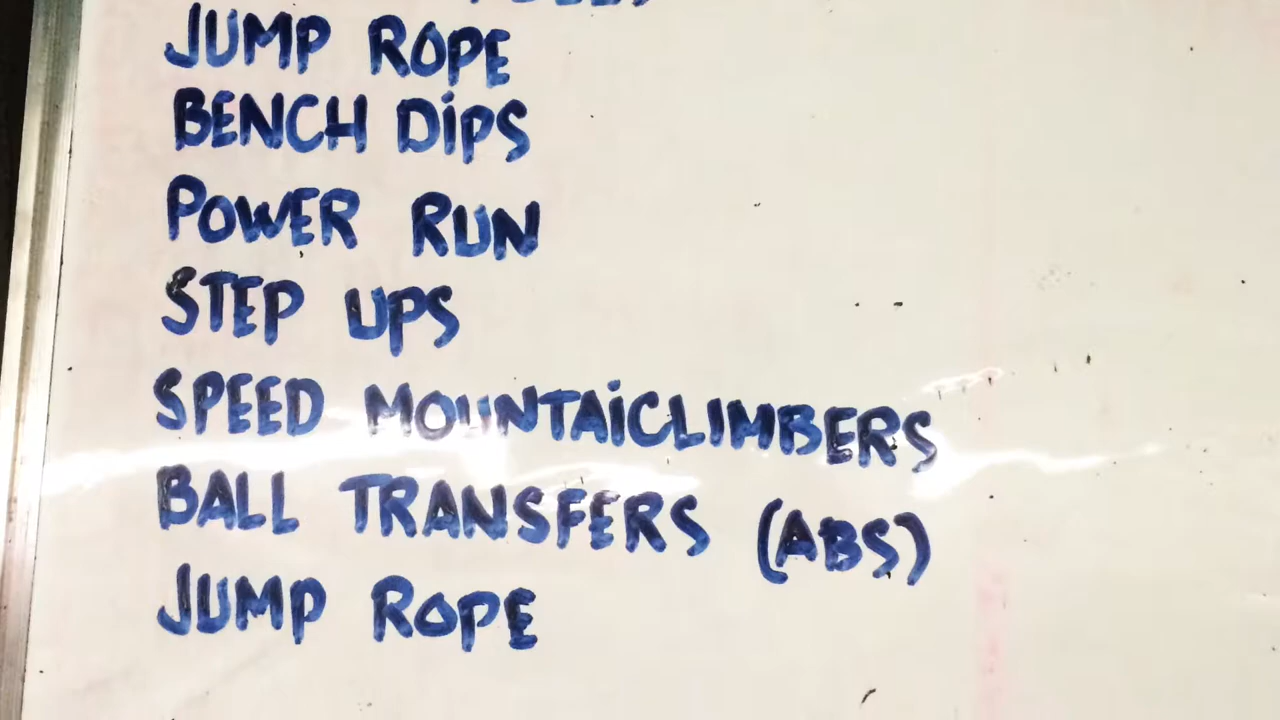 JUMP ROPE
BENCH DiPS
POWER RUN
STEP UPS
SPEED MOUNTAiCLIMBERS
BALL TRANSFERS (ABS)
JUMP ROPE